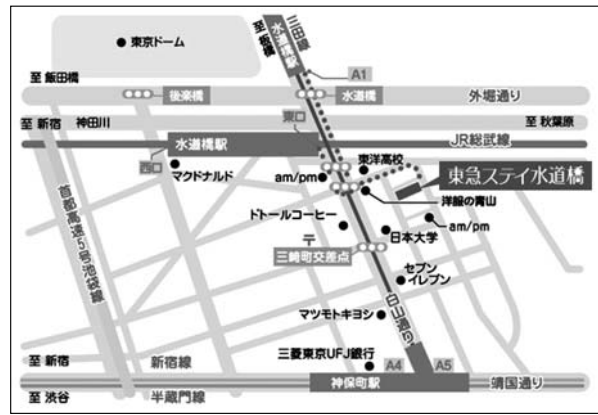 東京ドーム
至 板橋
水道橋駅
三田線
A1
至 飯田橋
後楽橋
水道橋
外堀通り
至 新宿
神田川
至 秋葉原
東口
JR総武線
水道橋駅
西口
マクドナルド
am/pm
東洋高校
東急ステイ水道橋
洋服の青山
ドトールコーヒー
日本大学
am/pm
〒
三崎町交差点
首都高速5号池袋線
セブン
イレブン
白山通り
マツモトキヨシ
至 新宿
新宿線
三菱東京UFJ銀行
A4
A5
神保町駅
靖国通り
至 渋谷
半蔵門線